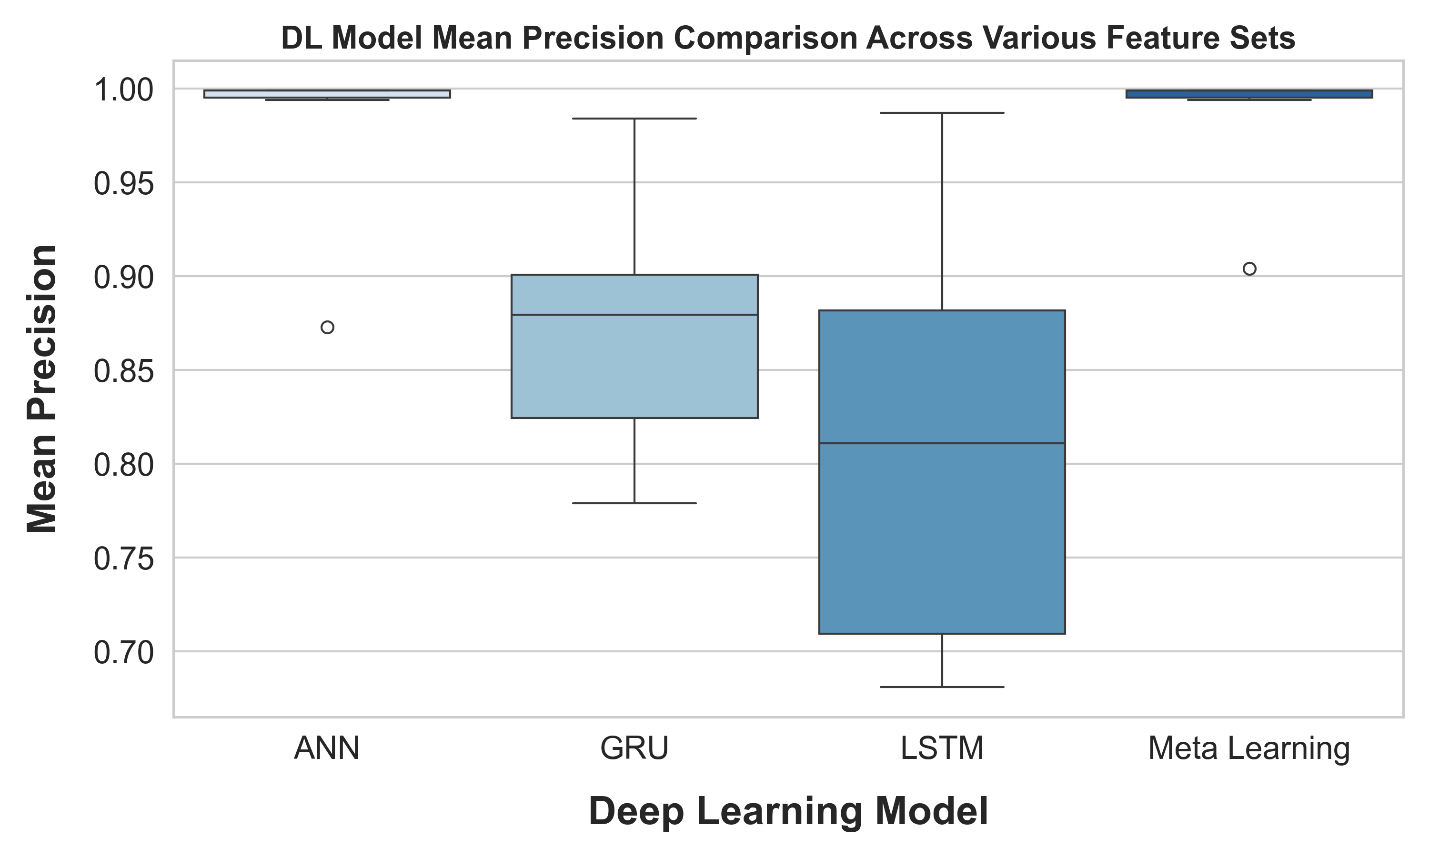 DL Model Mean Precision Comparison Across Various Feature Sets
1.00
0.95
0.90
0.85
0.80
0.75
0.70
Mean Precision
ANN
GRU
LSTM
Meta Learning
Deep Learning Model